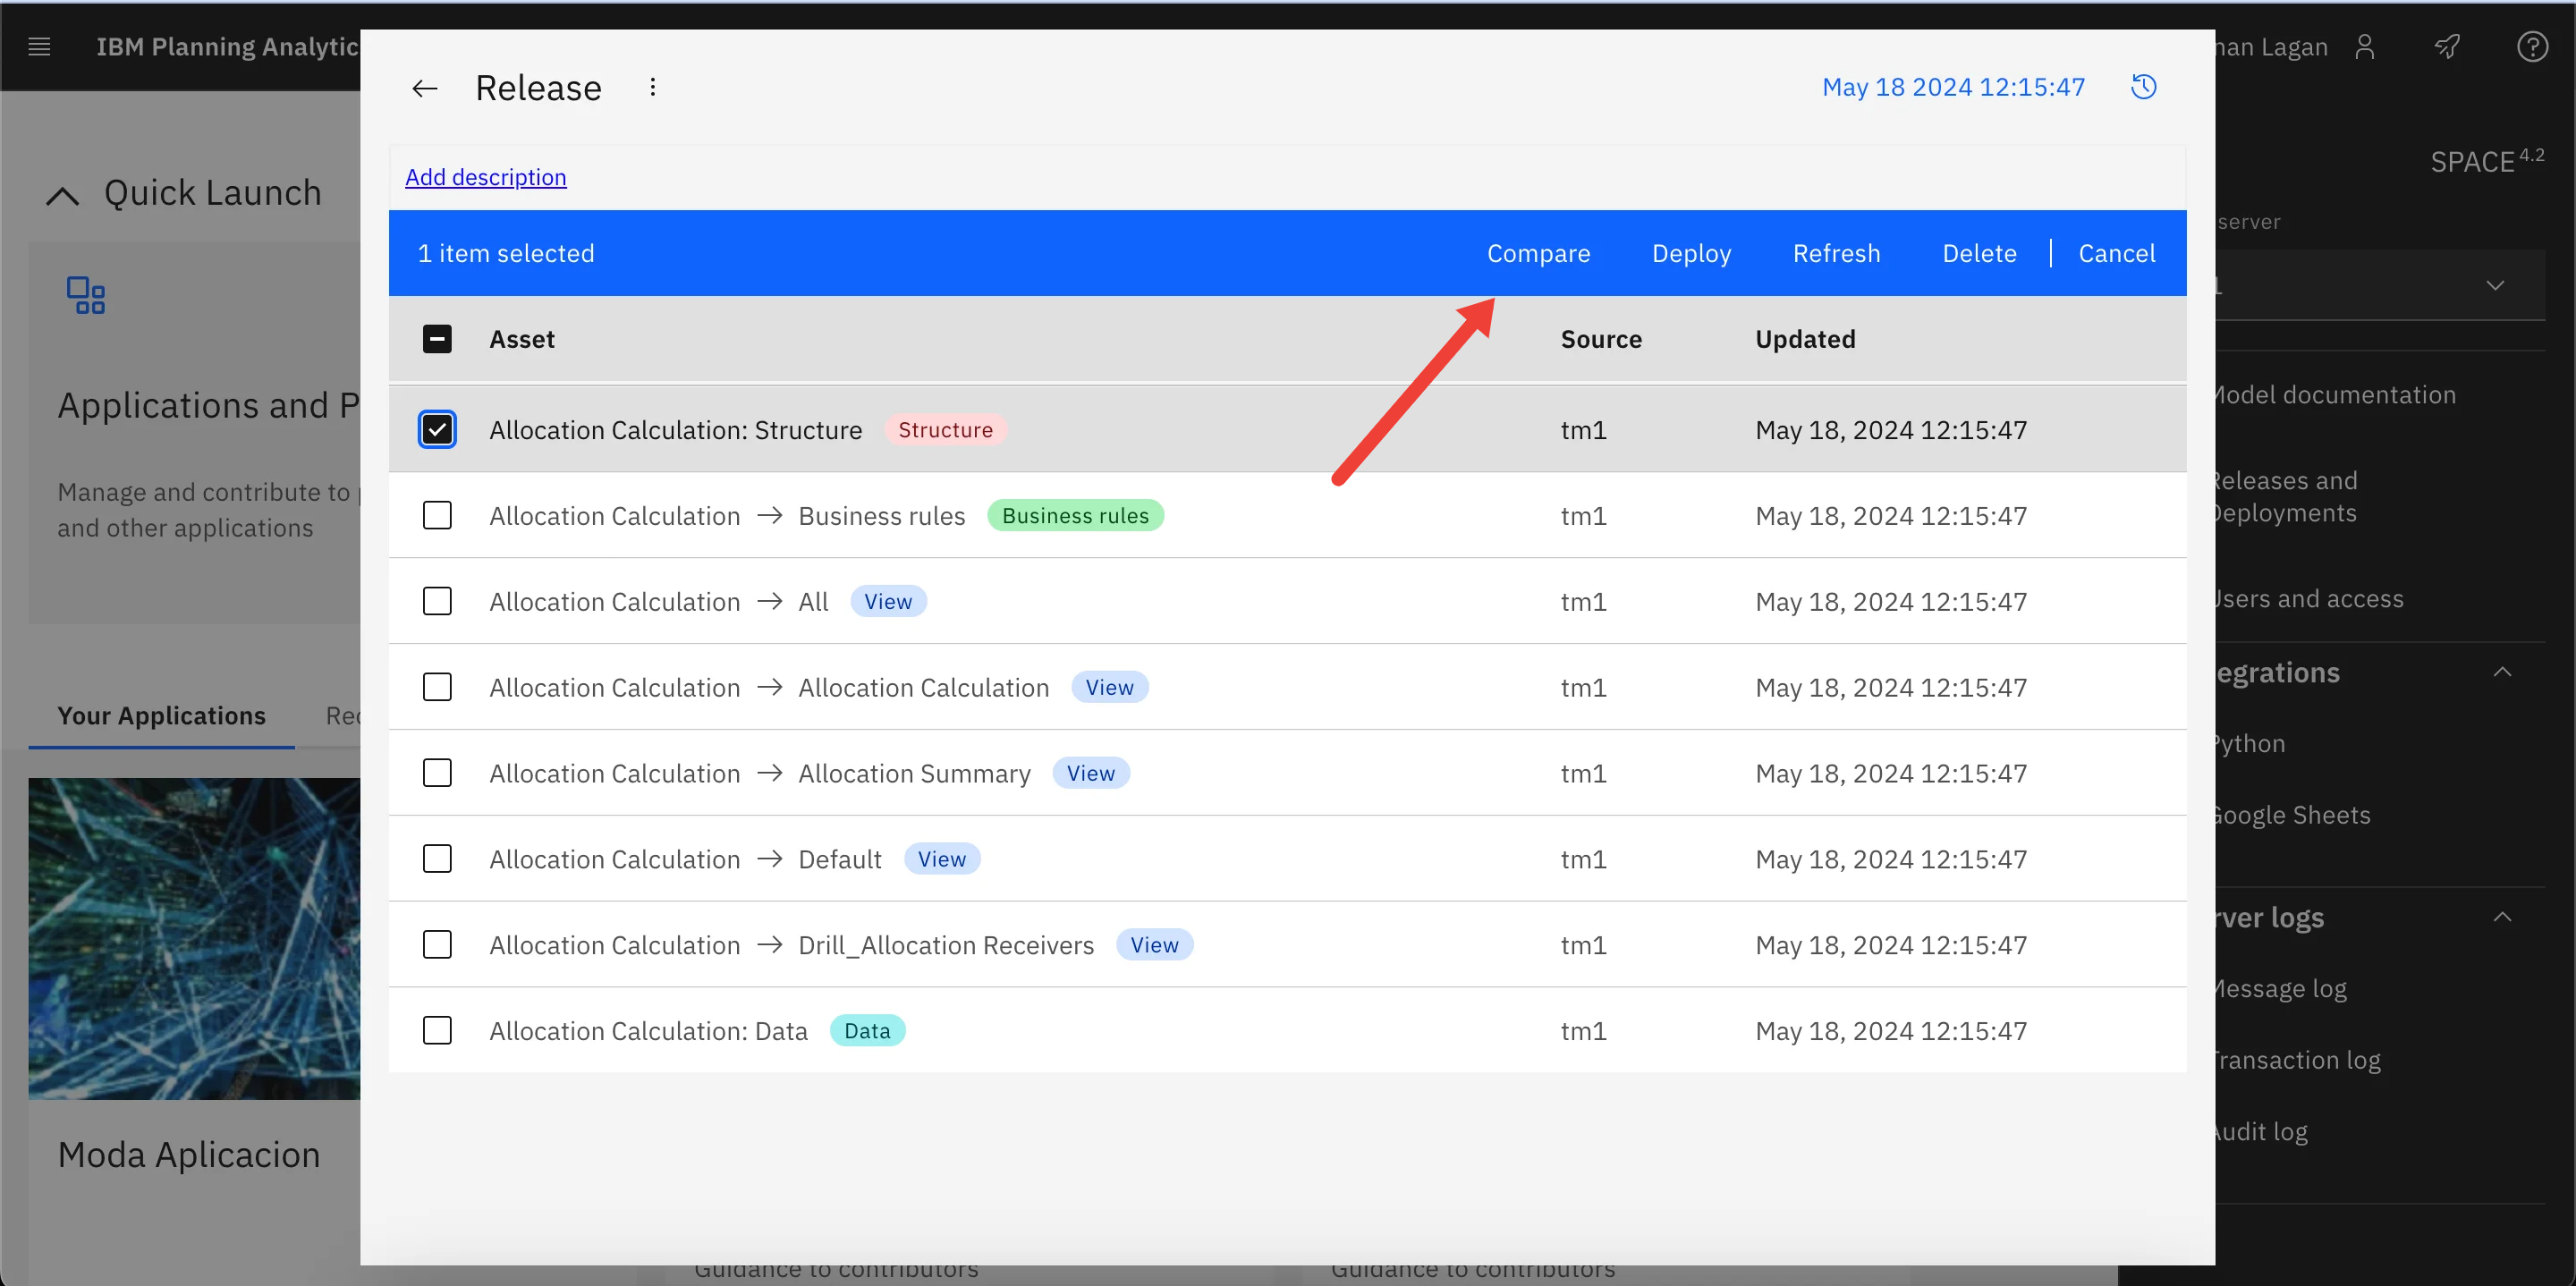 IBM Planning Analytic
nan Lagan
Release
May 18 2024 12:15:47
SPACE 4.2
Quick Launch
Add description
server
1 item selected
Compare Deploy Refresh Delete | Cancel
Asset Source Updated
Applications and P
Manage and contribute to
and other applications
Allocation Calculation: Structure Structure tm1 May 18, 2024 12:15:47
Allocation Calculation → Business rules Business rules tm1 May 18, 2024 12:15:47
Allocation Calculation → All View tm1 May 18, 2024 12:15:47
Allocation Calculation → Allocation Calculation View tm1 May 18, 2024 12:15:47
Allocation Calculation → Allocation Summary View tm1 May 18, 2024 12:15:47
Allocation Calculation → Default View tm1 May 18, 2024 12:15:47
Allocation Calculation → Drill_Allocation Receivers View tm1 May 18, 2024 12:15:47
Allocation Calculation: Data Data tm1 May 18, 2024 12:15:47
Your Applications Rec
Moda Aplicacion
Model documentation
Releases and
Deployments
Users and access
egrations
Python
Google Sheets
rver logs
Message log
Transaction log
Audit log
Guidance to contributors
Guidance to contributors